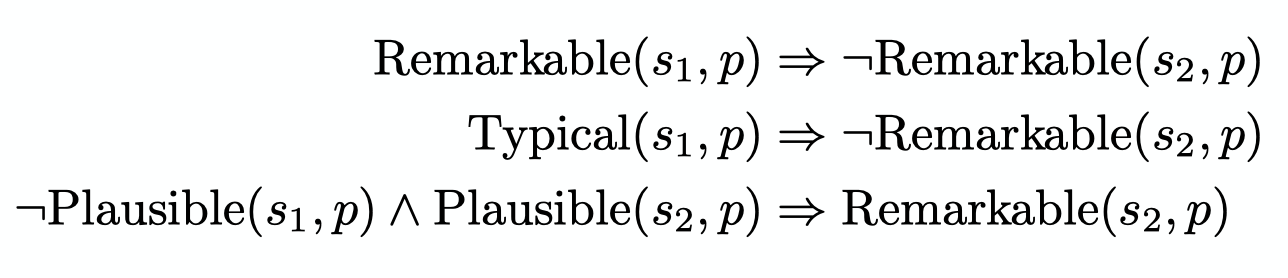 Remarkable(s₁, p) ⇒ ¬Remarkable(s₂, p)
Typical(s₁, p) ⇒ ¬Remarkable(s₂, p)
¬Plausible(s₁, p) ∧ Plausible(s₂, p) ⇒ Remarkable(s₂, p)